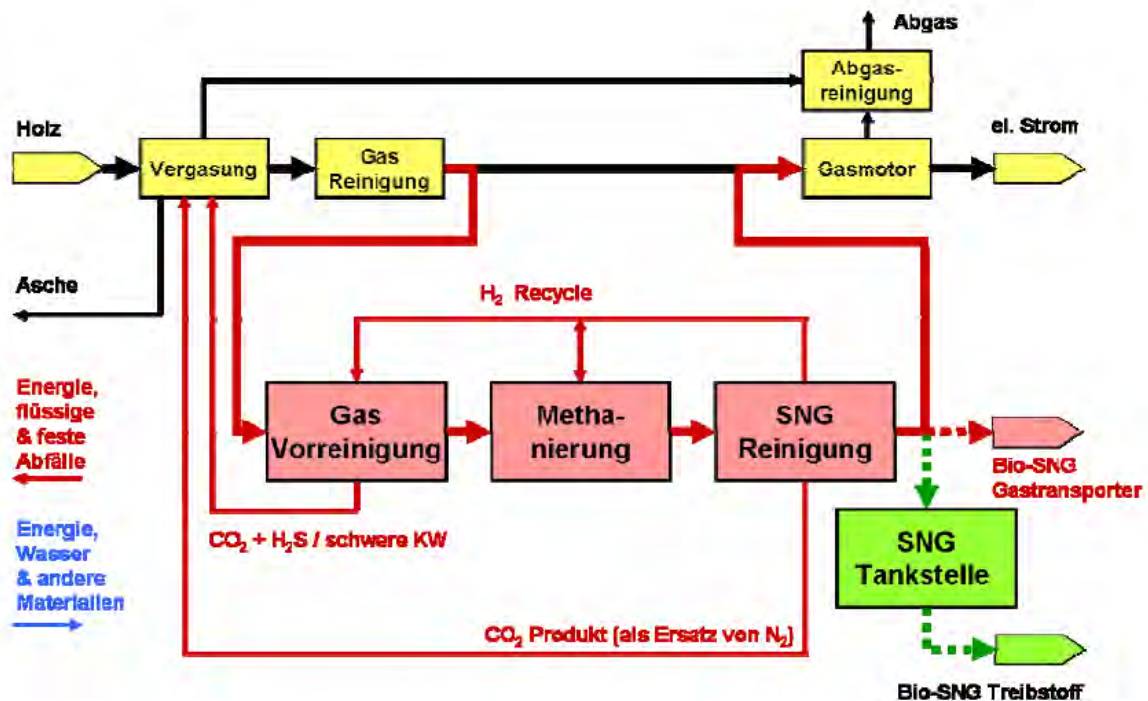 Abgas
Abgas-
reinigung
Holz
el. Strom
Vergasung
Gas
Reinigung
Gasmotor
Asche
H₂ Recycle
Energie,
flüssige
& feste
Abfälle
Gas
Vorreinigung
Metha-
nierung
SNG
Reinigung
Bio-SNG
Gastransporter
CO₂ + H₂S / schwere KW
Energie,
Wasser
& andere
Materialien
SNG
Tankstelle
CO₂ Produkt (als Ersatz von N₂)
Bio-SNG Treibstoff